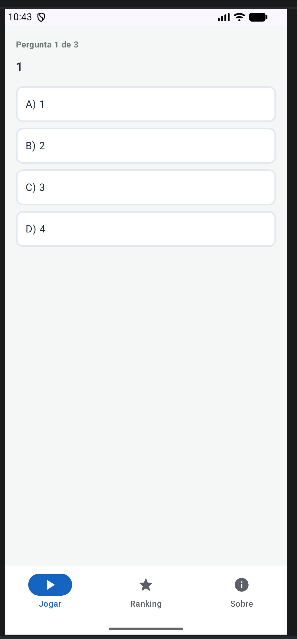 10:43
Pergunta 1 de 3
1
A) 1
B) 2
C) 3
D) 4
Jogar
Ranking
Sobre